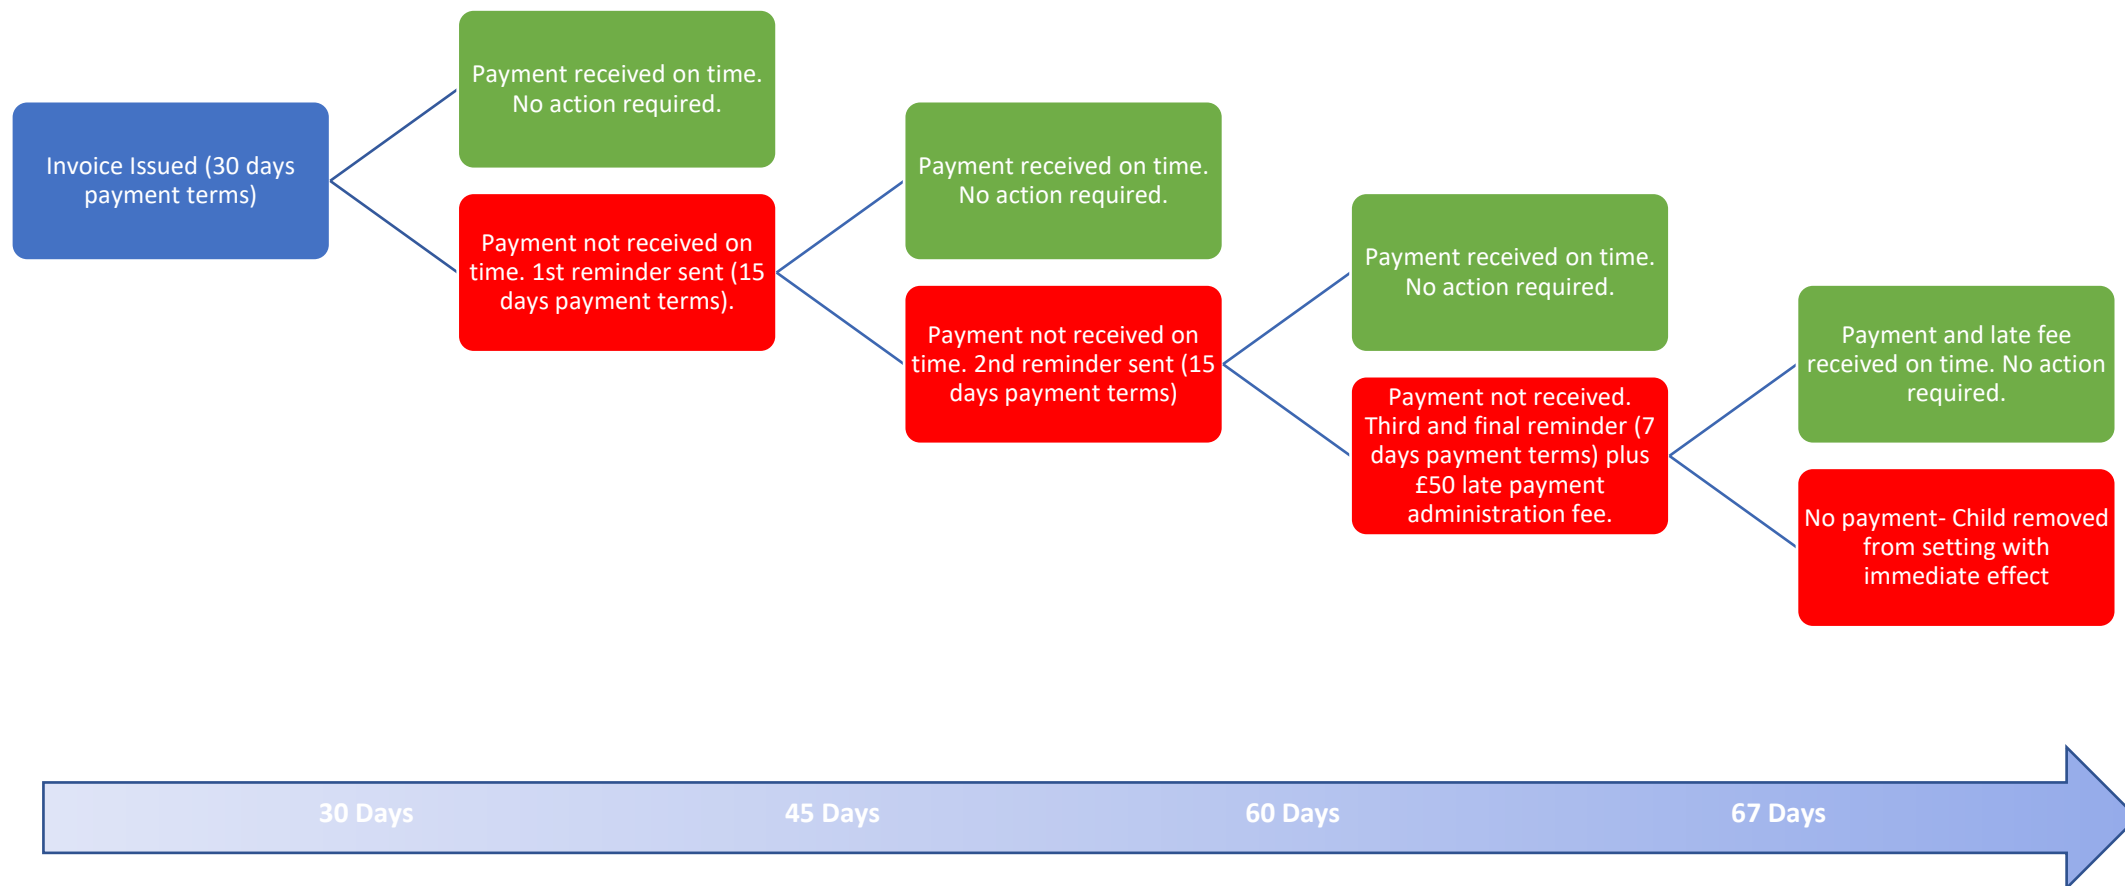 Invoice Issued (30 days
payment terms)
Payment received on time.
No action required.
Payment not received on
time. 1st reminder sent (15
days payment terms).
Payment received on time.
No action required.
Payment not received on
time. 2nd reminder sent (15
days payment terms)
Payment received on time.
No action required.
Payment not received.
Third and final reminder (7
days payment terms) plus
£50 late payment
administration fee.
Payment and late fee
received on time. No action
required.
No payment- Child removed
from setting with
immediate effect
30 Days
45 Days
60 Days
67 Days